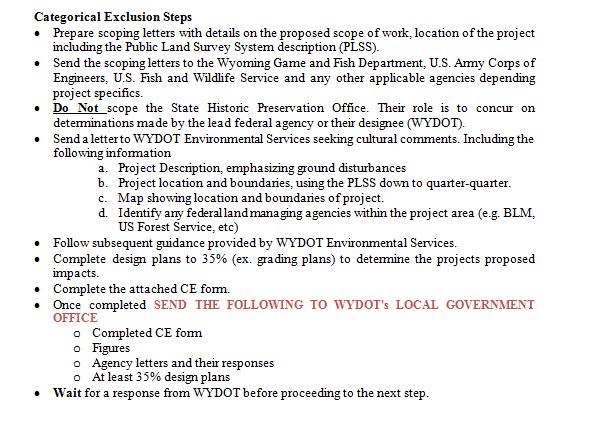 Categorical Exclusion Steps
• Prepare scoping letters with details on the proposed scope of work, location of the project
including the Public Land Survey System description (PLSS).
• Send the scoping letters to the Wyoming Game and Fish Department, U.S. Army Corps of
Engineers, U.S. Fish and Wildlife Service and any other applicable agencies depending
project specifics.
• Do Not scope the State Historic Preservation Office. Their role is to concur on
determinations made by the lead federal agency or their designee (WYDOT).
• Send a letter to WYDOT Environmental Services seeking cultural comments. Including the
following information
a. Project Description, emphasizing ground disturbances
b. Project location and boundaries, using the PLSS down to quarter-quarter.
c. Map showing location and boundaries of project.
d. Identify any federal land managing agencies within the project area (e.g. BLM,
US Forest Service, etc)
• Follow subsequent guidance provided by WYDOT Environmental Services.
• Complete design plans to 35% (ex. grading plans) to determine the projects proposed
impacts.
• Complete the attached CE form.
• Once completed SEND THE FOLLOWING TO WYDOT's LOCAL GOVERNMENT
OFFICE
o Completed CE form
o Figures
o Agency letters and their responses
o At least 35% design plans
• Wait for a response from WYDOT before proceeding to the next step.